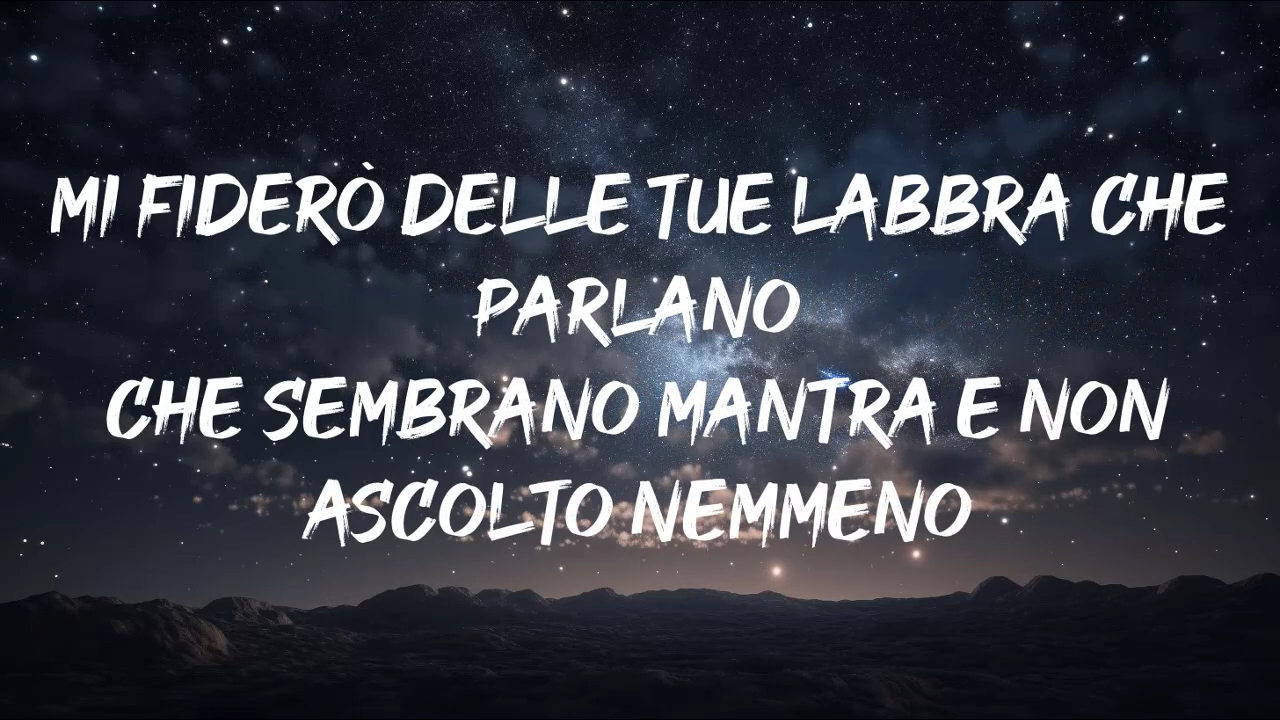 MI FIDERÒ DELLE TUE LABBRA CHE
PARLANO
CHE SEMBRANO MANTRA E NON
ASCOLTO NEMMENO